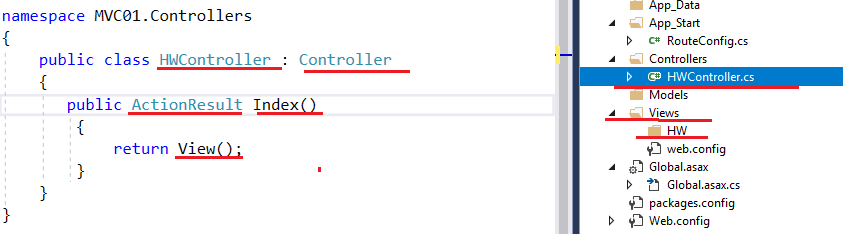 namespace MVC01.Controllers
{
public class HWController : Controller
{
public ActionResult Index()
{
return View();
}
}
}
App_Data
App_Start
C# RouteConfig.cs
Controllers
C# HWController.cs
Models
Views
HW
web.config
Global.asax
Global.asax.cs
packages.config
Web.config